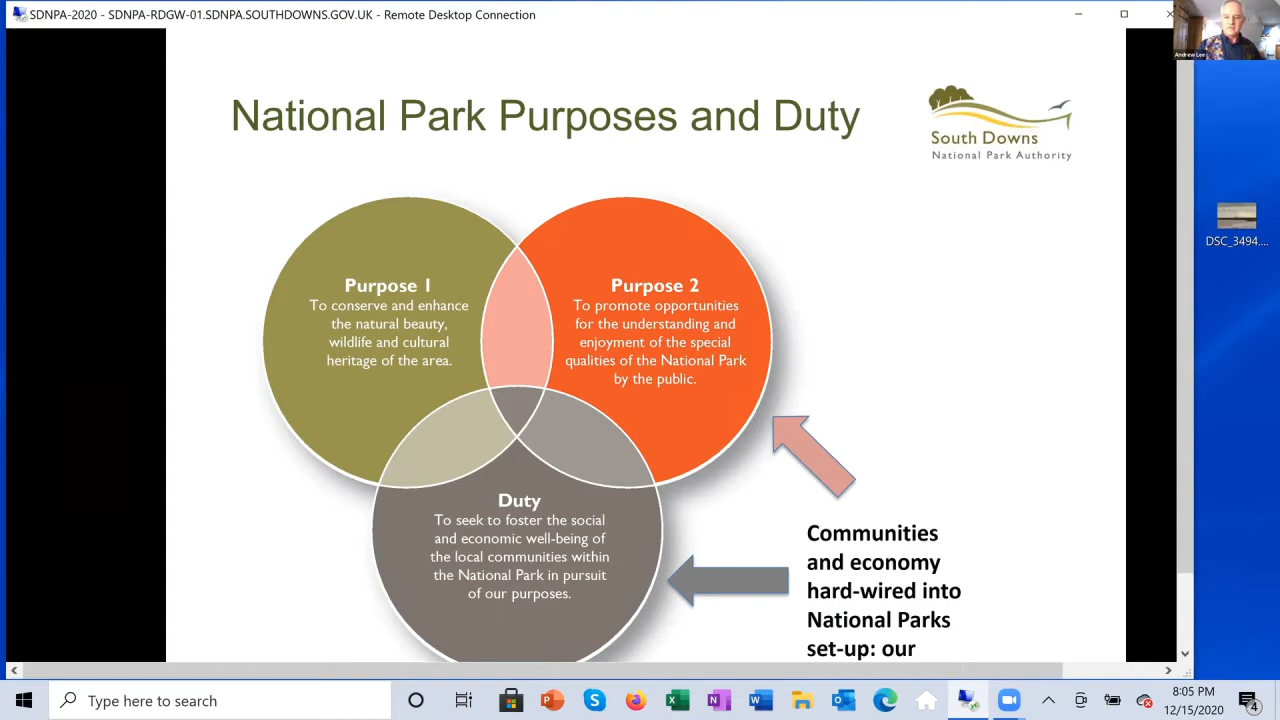 SDNPA-2020 - SDNPA-RDGW-01.SDNPA.SOUTHDOWNS.GOV.UK - Remote Desktop Connection
Andrew Lee
National Park Purposes and Duty
South Downs
National Park Authority
Purpose 1
To conserve and enhance
the natural beauty,
wildlife and cultural
heritage of the area.
Purpose 2
To promote opportunities
for the understanding and
enjoyment of the special
qualities of the National Park
by the public.
DSC_3494....
Duty
To seek to foster the social
and economic well-being of
the local communities within
the National Park in pursuit
of our purposes.
Communities
and economy
hard-wired into
National Parks
set-up: our
Type here to search
8:05 PM
12/15/2020
4